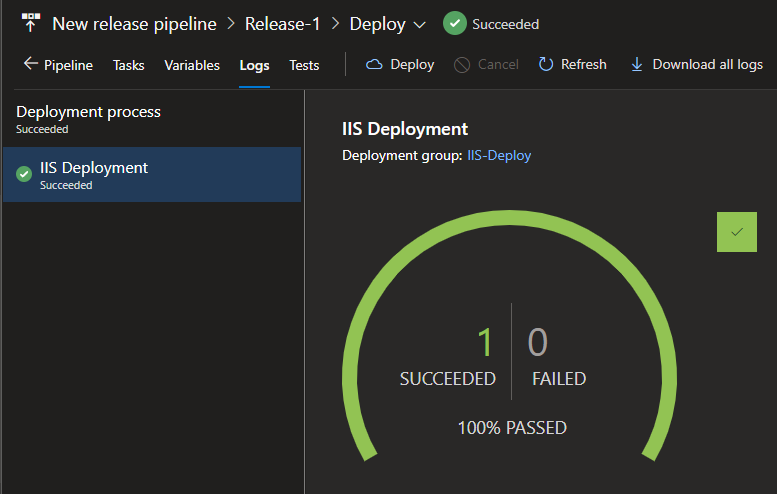 New release pipeline > Release-1 > Deploy Succeeded
Pipeline Tasks Variables Logs Tests Deploy Cancel Refresh Download all logs
Deployment process
Succeeded
IIS Deployment
Succeeded
IIS Deployment
Deployment group: IIS-Deploy
1 0
SUCCEEDED FAILED
100% PASSED